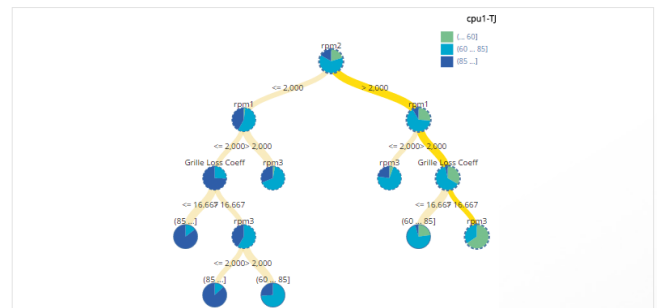 cpu1-TJ
(... 60]
(60 ... 85]
(85 ...]
rpm2
<= 2,000
> 2,000
rpm1
rpm1
<= 2,000> 2,000
<= 2,000> 2,000
Grille Loss Coeff
rpm3
rpm3
Grille Loss Coeff
<= 16.667> 16.667
<= 16.667> 16.667
(85 ...]
rpm3
(60 ... 85]
rpm3
<= 2,000> 2,000
(85 ...]
(60 ... 85]